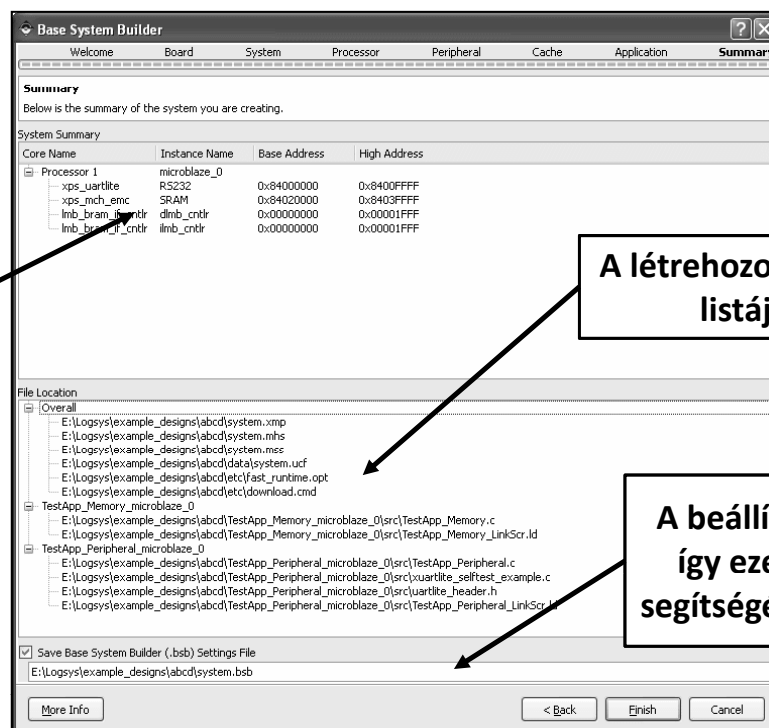 Base System Builder
Welcome Board System Processor Peripheral Cache Application Summary
Summary
Below is the summary of the system you are creating.
System Summary
Core Name Instance Name Base Address High Address
Processor 1 microblaze_0
xps_uartlite RS232 0x84000000 0x8400FFFF
xps_mch_emc SRAM 0x84020000 0x8403FFFF
lmb_bram_if_cntlr dlmb_cntlr 0x00000000 0x00001FFF
lmb_bram_if_cntlr ilmb_cntlr 0x00000000 0x00001FFF
A létrehozo
listáj
File Location
Overall
E:\Logsys\example_designs\abcd\system.xmp
E:\Logsys\example_designs\abcd\system.mhs
E:\Logsys\example_designs\abcd\system.mss
E:\Logsys\example_designs\abcd\data\system.ucf
E:\Logsys\example_designs\abcd\etc\fast_runtime.opt
E:\Logsys\example_designs\abcd\etc\download.cmd
TestApp_Memory_microblaze_0
E:\Logsys\example_designs\abcd\TestApp_Memory_microblaze_0\src\TestApp_Memory.c
E:\Logsys\example_designs\abcd\TestApp_Memory_microblaze_0\src\TestApp_Memory_LinkScr.ld
TestApp_Peripheral_microblaze_0
E:\Logsys\example_designs\abcd\TestApp_Peripheral_microblaze_0\src\TestApp_Peripheral.c
E:\Logsys\example_designs\abcd\TestApp_Peripheral_microblaze_0\src\xuartlite_selftest_example.c
E:\Logsys\example_designs\abcd\TestApp_Peripheral_microblaze_0\src\uartlite_header.h
E:\Logsys\example_designs\abcd\TestApp_Peripheral_microblaze_0\src\TestApp_Peripheral_LinkScr.ld
A beállí
így eze
segítségé
Save Base System Builder (.bsb) Settings File
E:\Logsys\example_designs\abcd\system.bsb
More Info < Back Finish Cancel